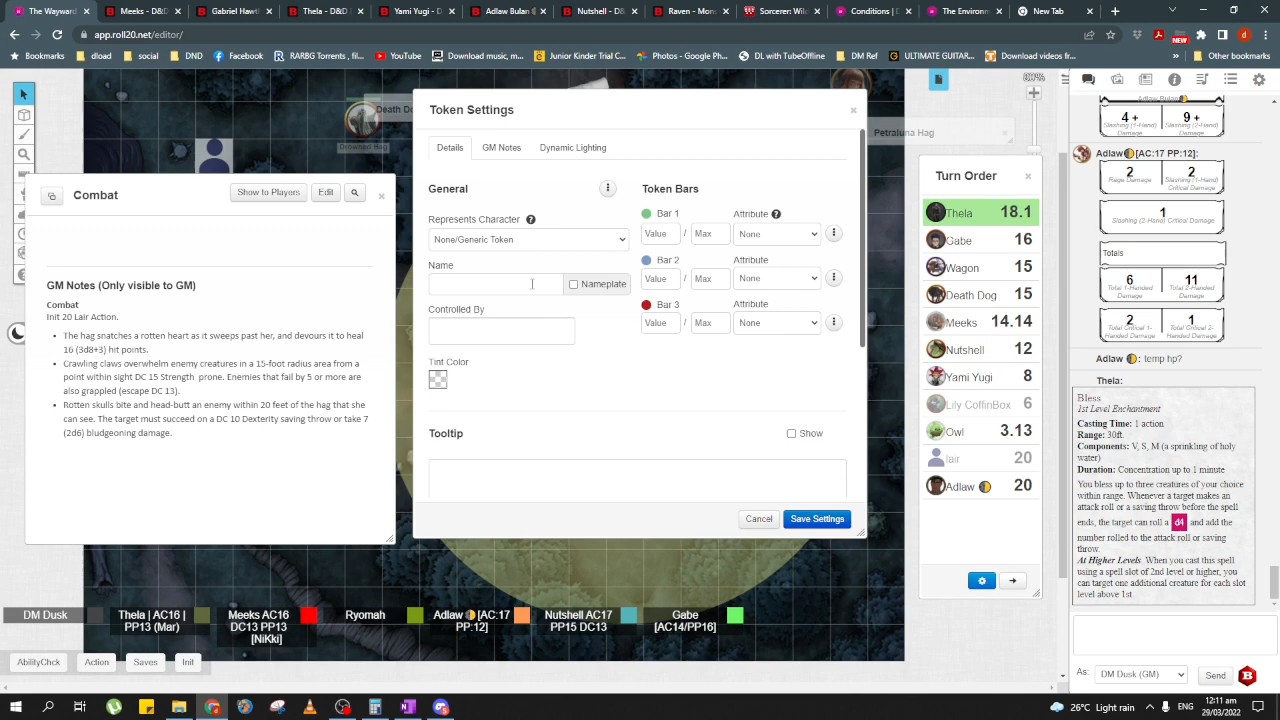 Thela - D&D
Meeks - D&
Gabriel Hawt
Thela - D&D
Yami Yugi - D
Adlaw Bulan
Nutshell - D&
Raven - Mons
Sorcerer Wild
Conditions | D
The Environme
New Tab
app.roll20.net/editor/
Apps
dload
social
DND
Facebook
RARBG Torrents , fil...
YouTube
Download music, m...
Junior Kinder Trial C...
Photos - Google Ph...
DL with TubeOffline
DM Ref
ULTIMATE GUITAR...
Download Torrents...
Other bookmarks
NEW
Death Do
Drowned Hag
Petraluna Hag
Combat
Show to Players
Edit
GM Notes (Only visible to GM)
Combat
Init 20 Lair Action.
The hag snatches a rotten heart as it sweeps past her, and devours it to heal
16 (3d8+3) hit points.
Crawling claws overwhelm enemy creatures in a 15-foot radius area from a
point within sight DC 15 Strength prone. Enemies that fail by 5 or more are
also grappled (escape DC 13).
Rotten skulls bite and head-butt an enemy within 20 feet of the hag that she
can see. The target must succeed on a DC 10 Dexterity saving throw or take 7
(2d6) bludgeoning damage.
Token Settings
Details
GM Notes
Dynamic Lighting
General
Represents Character
None/Generic Token
Name
Nameplate
Controlled By
Tint Color
Token Bars
Bar 1
Attribute
Value / Max
None
Bar 2
Attribute
Value / Max
None
Bar 3
Attribute
Value / Max
None
Tooltip
Show
Cancel
Save Settings
Turn Order
Thela 18.1
Gabe 16
Wagon 15
Death Dog 15
Meeks 14.14
Nutshell 12
Yami Yugi 8
Lily CoffinBox 6
Owl 3.13
lair 20
Adlaw 20
Adlaw Bulan
4 + 9 +
Slashing (1-Hand) Damage
Slashing (2-Hand) Damage
Adlaw [AC:17 PP:12]:
2 2
Rage Damage
Slashing (1-Hand) Critical Damage
1
Slashing (2-Hand) Critical Damage
Totals
6 11
Total 1-Handed Damage
Total 2-Handed Damage
2 1
Total Critical 1-Handed Damage
Total Critical 2-Handed Damage
Adlaw : temp hp?
Thela:
Bless
1st Level Enchantment
Casting Time: 1 action
Range: 30ft.
Components: V, S, M (a sprinkling of holy
water)
Duration: Concentration up to 1 minute
You bless up to three creatures of your choice
within range. Whenever a target makes an
attack roll or a saving throw before the spell
ends, the target can roll a d4 and add the
number rolled to the attack roll or saving
throw.
At Higher Levels. When you cast this spell
using a spell slot of 2nd level or higher, you
can target one additional creature for each slot
level above 1st.
As:
DM Dusk (GM)
Send
DM Dusk
Thela | AC16 | PP13 (Mar)
Meeks AC16 DC13 PP13 [NiKki]
Ryomah
Adlaw [AC:17 PP:12]
Nutshell AC17 PP15 DC13
Gabe [AC14/PP16]
AbilityChck
Action
Saves
Init
26°C
12:11 am
29/03/2022